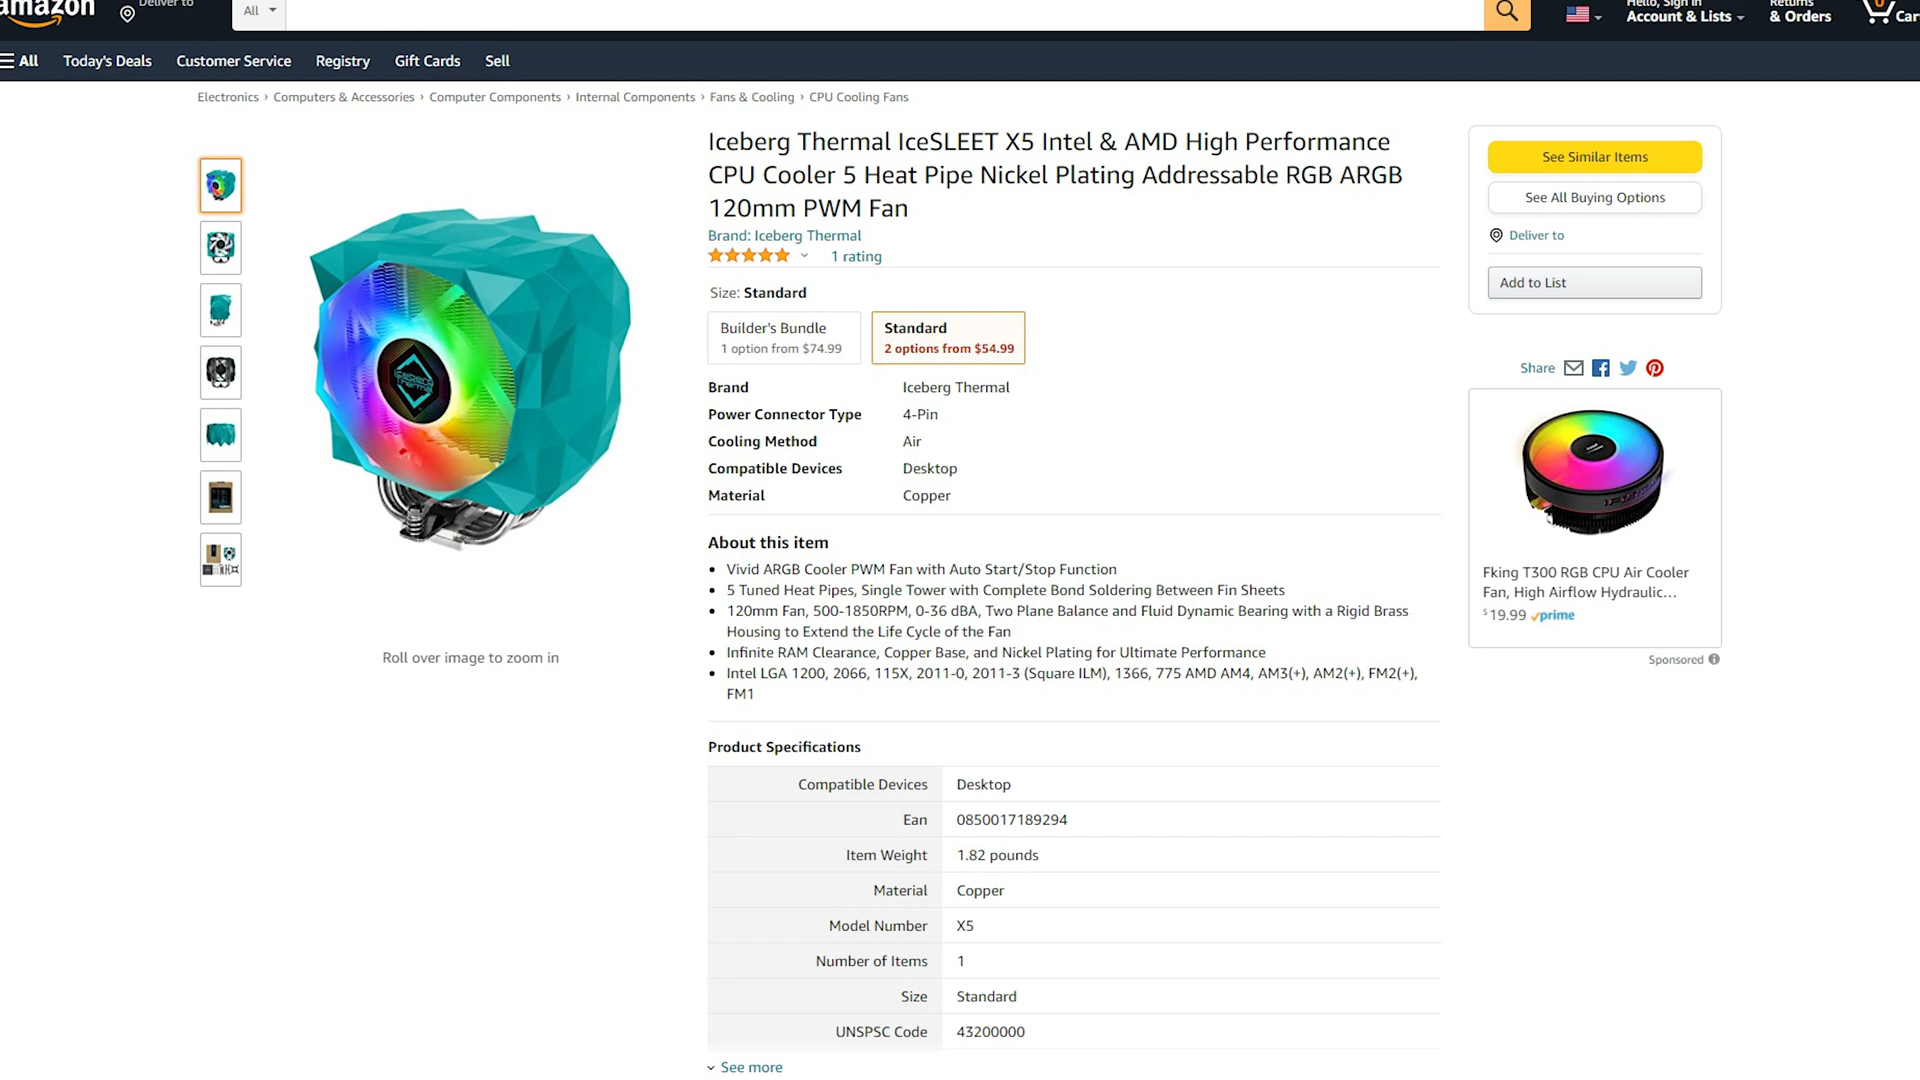 amazon
Deliver to
All
Hello, Sign in
Account & Lists
Returns
& Orders
0
Car
All
Today's Deals
Customer Service
Registry
Gift Cards
Sell
Electronics › Computers & Accessories › Computer Components › Internal Components › Fans & Cooling › CPU Cooling Fans
Iceberg Thermal IceSLEET X5 Intel & AMD High Performance
CPU Cooler 5 Heat Pipe Nickel Plating Addressable RGB ARGB
120mm PWM Fan
Brand: Iceberg Thermal
1 rating
Size: Standard
Builder's Bundle
1 option from $74.99
Standard
2 options from $54.99
Brand Iceberg Thermal
Power Connector Type 4-Pin
Cooling Method Air
Compatible Devices Desktop
Material Copper
About this item
• Vivid ARGB Cooler PWM Fan with Auto Start/Stop Function
• 5 Tuned Heat Pipes, Single Tower with Complete Bond Soldering Between Fin Sheets
• 120mm Fan, 500-1850RPM, 0-36 dBA, Two Plane Balance and Fluid Dynamic Bearing with a Rigid Brass
Housing to Extend the Life Cycle of the Fan
• Infinite RAM Clearance, Copper Base, and Nickel Plating for Ultimate Performance
• Intel LGA 1200, 2066, 115X, 2011-0, 2011-3 (Square ILM), 1366, 775 AMD AM4, AM3(+), AM2(+), FM2(+),
FM1
Product Specifications
Compatible Devices Desktop
Ean 0850017189294
Item Weight 1.82 pounds
Material Copper
Model Number X5
Number of Items 1
Size Standard
UNSPSC Code 43200000
See more
Iceberg
Thermal
Roll over image to zoom in
See Similar Items
See All Buying Options
Deliver to
Add to List
Share
Fking T300 RGB CPU Air Cooler
Fan, High Airflow Hydraulic…
$19.99 prime
Sponsored